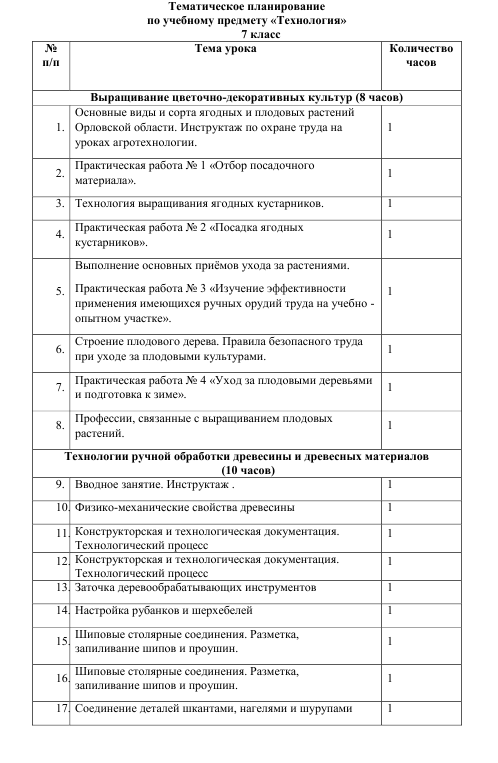 Тематическое планирование
по учебному предмету «Технология»
7 класс
№ Тема урока Количество
п/п часов
Выращивание цветочно-декоративных культур (8 часов)
Основные виды и сорта ягодных и плодовых растений
1. Орловской области. Инструктаж по охране труда на 1
уроках агротехнологии.
2. Практическая работа № 1 «Отбор посадочного 1
материала».
3. Технология выращивания ягодных кустарников. 1
4. Практическая работа № 2 «Посадка ягодных 1
кустарников».
Выполнение основных приёмов ухода за растениями.
5. Практическая работа № 3 «Изучение эффективности 1
применения имеющихся ручных орудий труда на учебно -
опытном участке».
6. Строение плодового дерева. Правила безопасного труда 1
при уходе за плодовыми культурами.
7. Практическая работа № 4 «Уход за плодовыми деревьями 1
и подготовка к зиме».
8. Профессии, связанные с выращиванием плодовых 1
растений.
Технологии ручной обработки древесины и древесных материалов
(10 часов)
9. Вводное занятие. Инструктаж . 1
10. Физико-механические свойства древесины 1
11. Конструкторская и технологическая документация. 1
Технологический процесс
12. Конструкторская и технологическая документация. 1
Технологический процесс
13. Заточка деревообрабатывающих инструментов 1
14. Настройка рубанков и шерхебелей 1
15. Шиповые столярные соединения. Разметка, 1
запиливание шипов и проушин.
16. Шиповые столярные соединения. Разметка, 1
запиливание шипов и проушин.
17. Соединение деталей шкантами, нагелями и шурупами 1